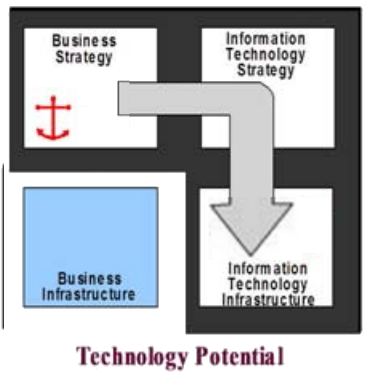 Business
Strategy
Information
Technology
Strategy
Business
Infrastructure
Information
Technology
Infrastructure
Technology Potential